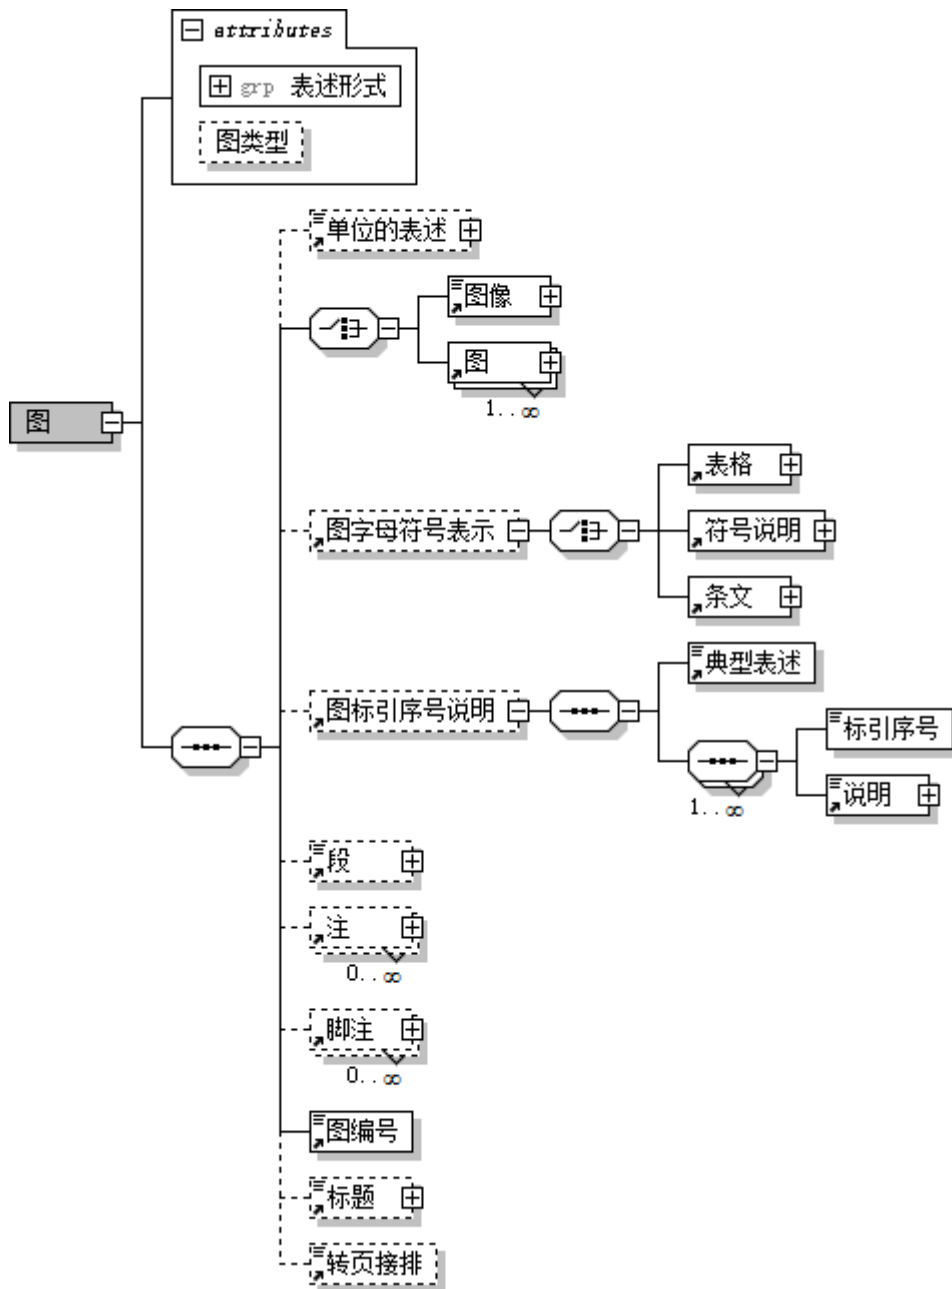 attributes
grp 表述形式
图类型
单位的表述
图像
图
1..∞
图
表格
图字母符号表示
符号说明
条文
典型表述
图标引序号说明
标引序号
说明
1..∞
段
注
0..∞
脚注
0..∞
图编号
标题
转页接排